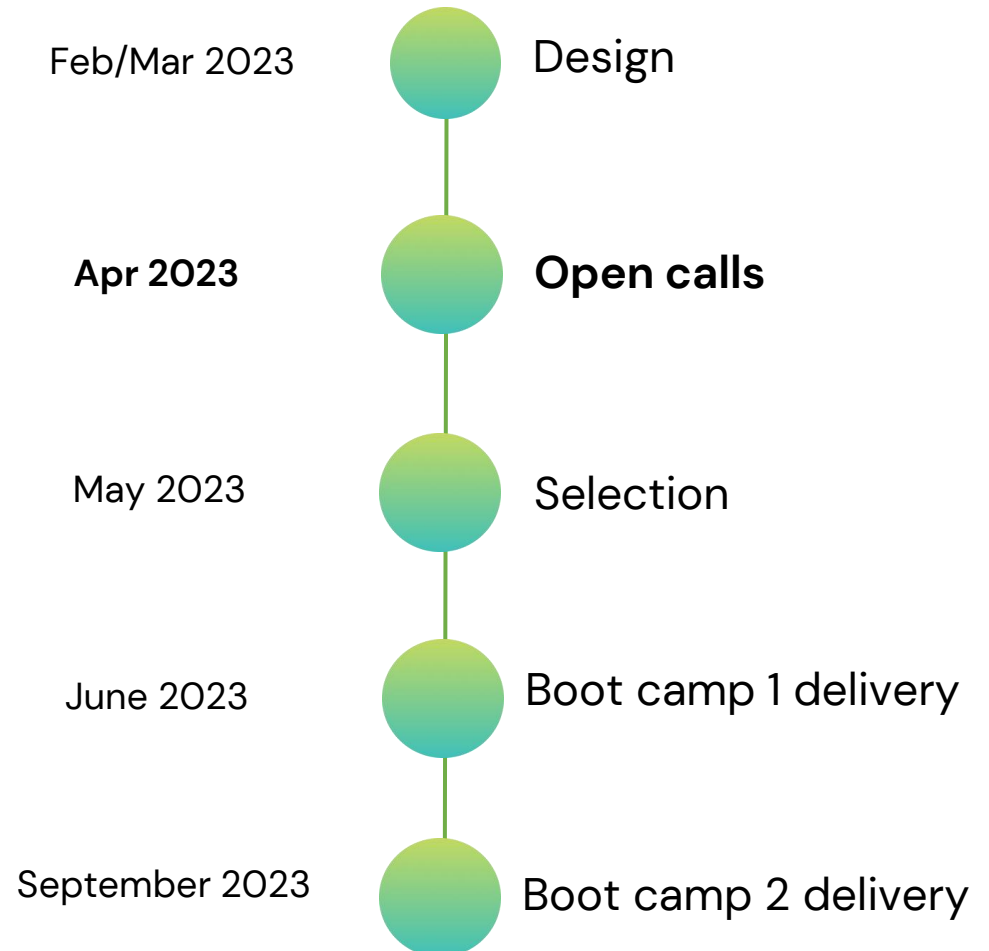 Feb/Mar 2023
Design
Apr 2023
Open calls
May 2023
Selection
June 2023
Boot camp 1 delivery
September 2023
Boot camp 2 delivery